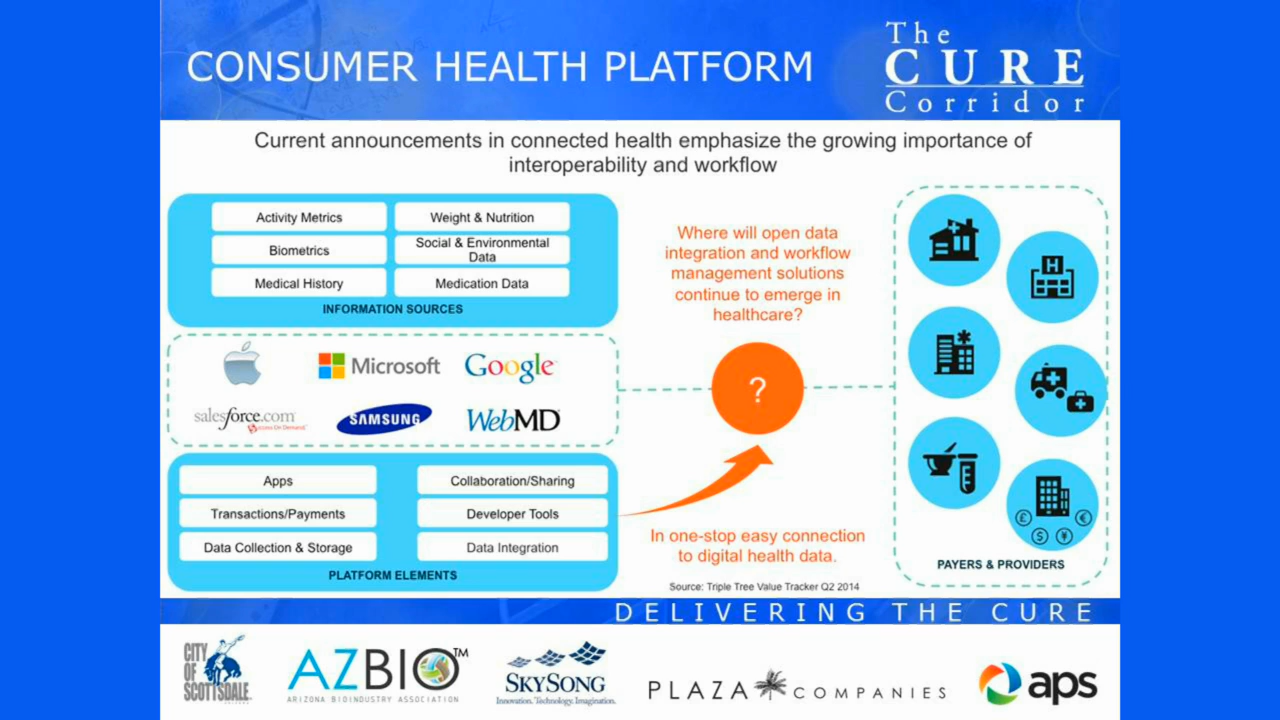 CONSUMER HEALTH PLATFORM
The
CURE
Corridor
Current announcements in connected health emphasize the growing importance of
interoperability and workflow
Activity Metrics
Weight & Nutrition
Biometrics
Social & Environmental
Data
Medical History
Medication Data
INFORMATION SOURCES
Microsoft
Google
salesforce.com
Success On Demand
SAMSUNG
WebMD
Apps
Collaboration/Sharing
Transactions/Payments
Developer Tools
Data Collection & Storage
Data Integration
PLATFORM ELEMENTS
Where will open data
integration and workflow
management solutions
continue to emerge in
healthcare?
?
In one-stop easy connection
to digital health data.
Source: Triple Tree Value Tracker Q2 2014
H
£
$
¥
€
PAYERS & PROVIDERS
DELIVERING THE CURE
CITY
OF
SCOTTSDALE
AZBIO™
ARIZONA BIOINDUSTRY ASSOCIATION
SKYSONG
Innovation. Technology. Imagination.
PLAZA COMPANIES
aps